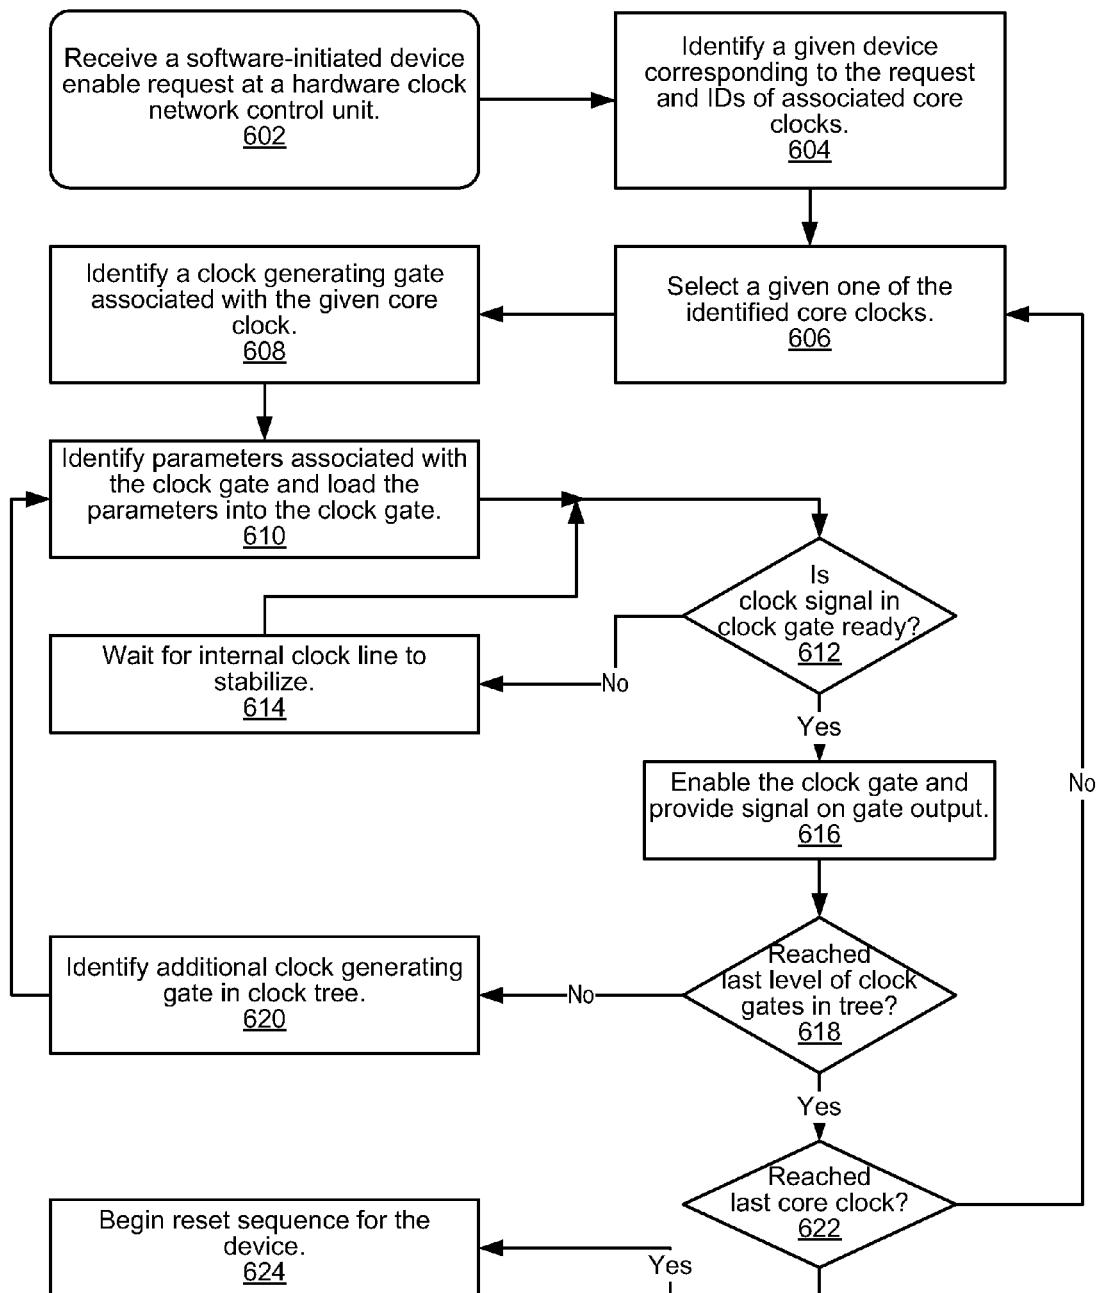 Receive a software-initiated device
enable request at a hardware clock
network control unit.
602
Identify a given device
corresponding to the request
and IDs of associated core
clocks.
604
Select a given one of the
identified core clocks.
606
Identify a clock generating gate
associated with the given core
clock.
608
Identify parameters associated with
the clock gate and load the
parameters into the clock gate.
610
Is
clock signal in
clock gate ready?
612
No
Wait for internal clock line to
stabilize.
614
Yes
Enable the clock gate and
provide signal on gate output.
616
Reached
last level of clock
gates in tree?
618
No
Identify additional clock generating
gate in clock tree.
620
Yes
Reached
last core clock?
622
No
Yes
Begin reset sequence for the
device.
624